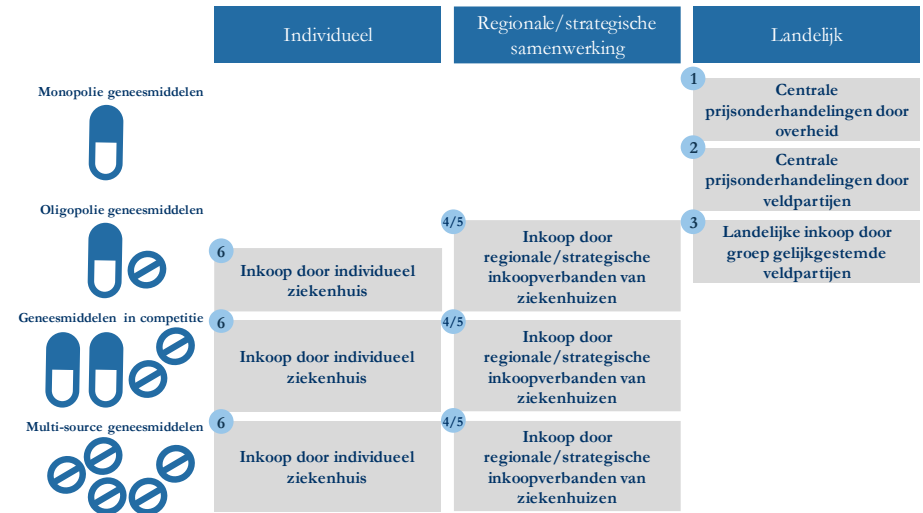 Individueel
Regionale/strategische
samenwerking
Landelijk
Monopolie geneesmiddelen
1
Centrale
prijsonderhandelingen door
overheid
2
Centrale
prijsonderhandelingen door
veldpartijen
Oligopolie geneesmiddelen
6
Inkoop door individueel
ziekenhuis
4/5
Inkoop door
regionale/strategische
inkoopverbanden van
ziekenhuizen
3
Landelijke inkoop door
groep gelijkgestemde
veldpartijen
Geneesmiddelen in competitie
6
Inkoop door individueel
ziekenhuis
4/5
Inkoop door
regionale/strategische
inkoopverbanden van
ziekenhuizen
Multi-source geneesmiddelen
6
Inkoop door individueel
ziekenhuis
4/5
Inkoop door
regionale/strategische
inkoopverbanden van
ziekenhuizen